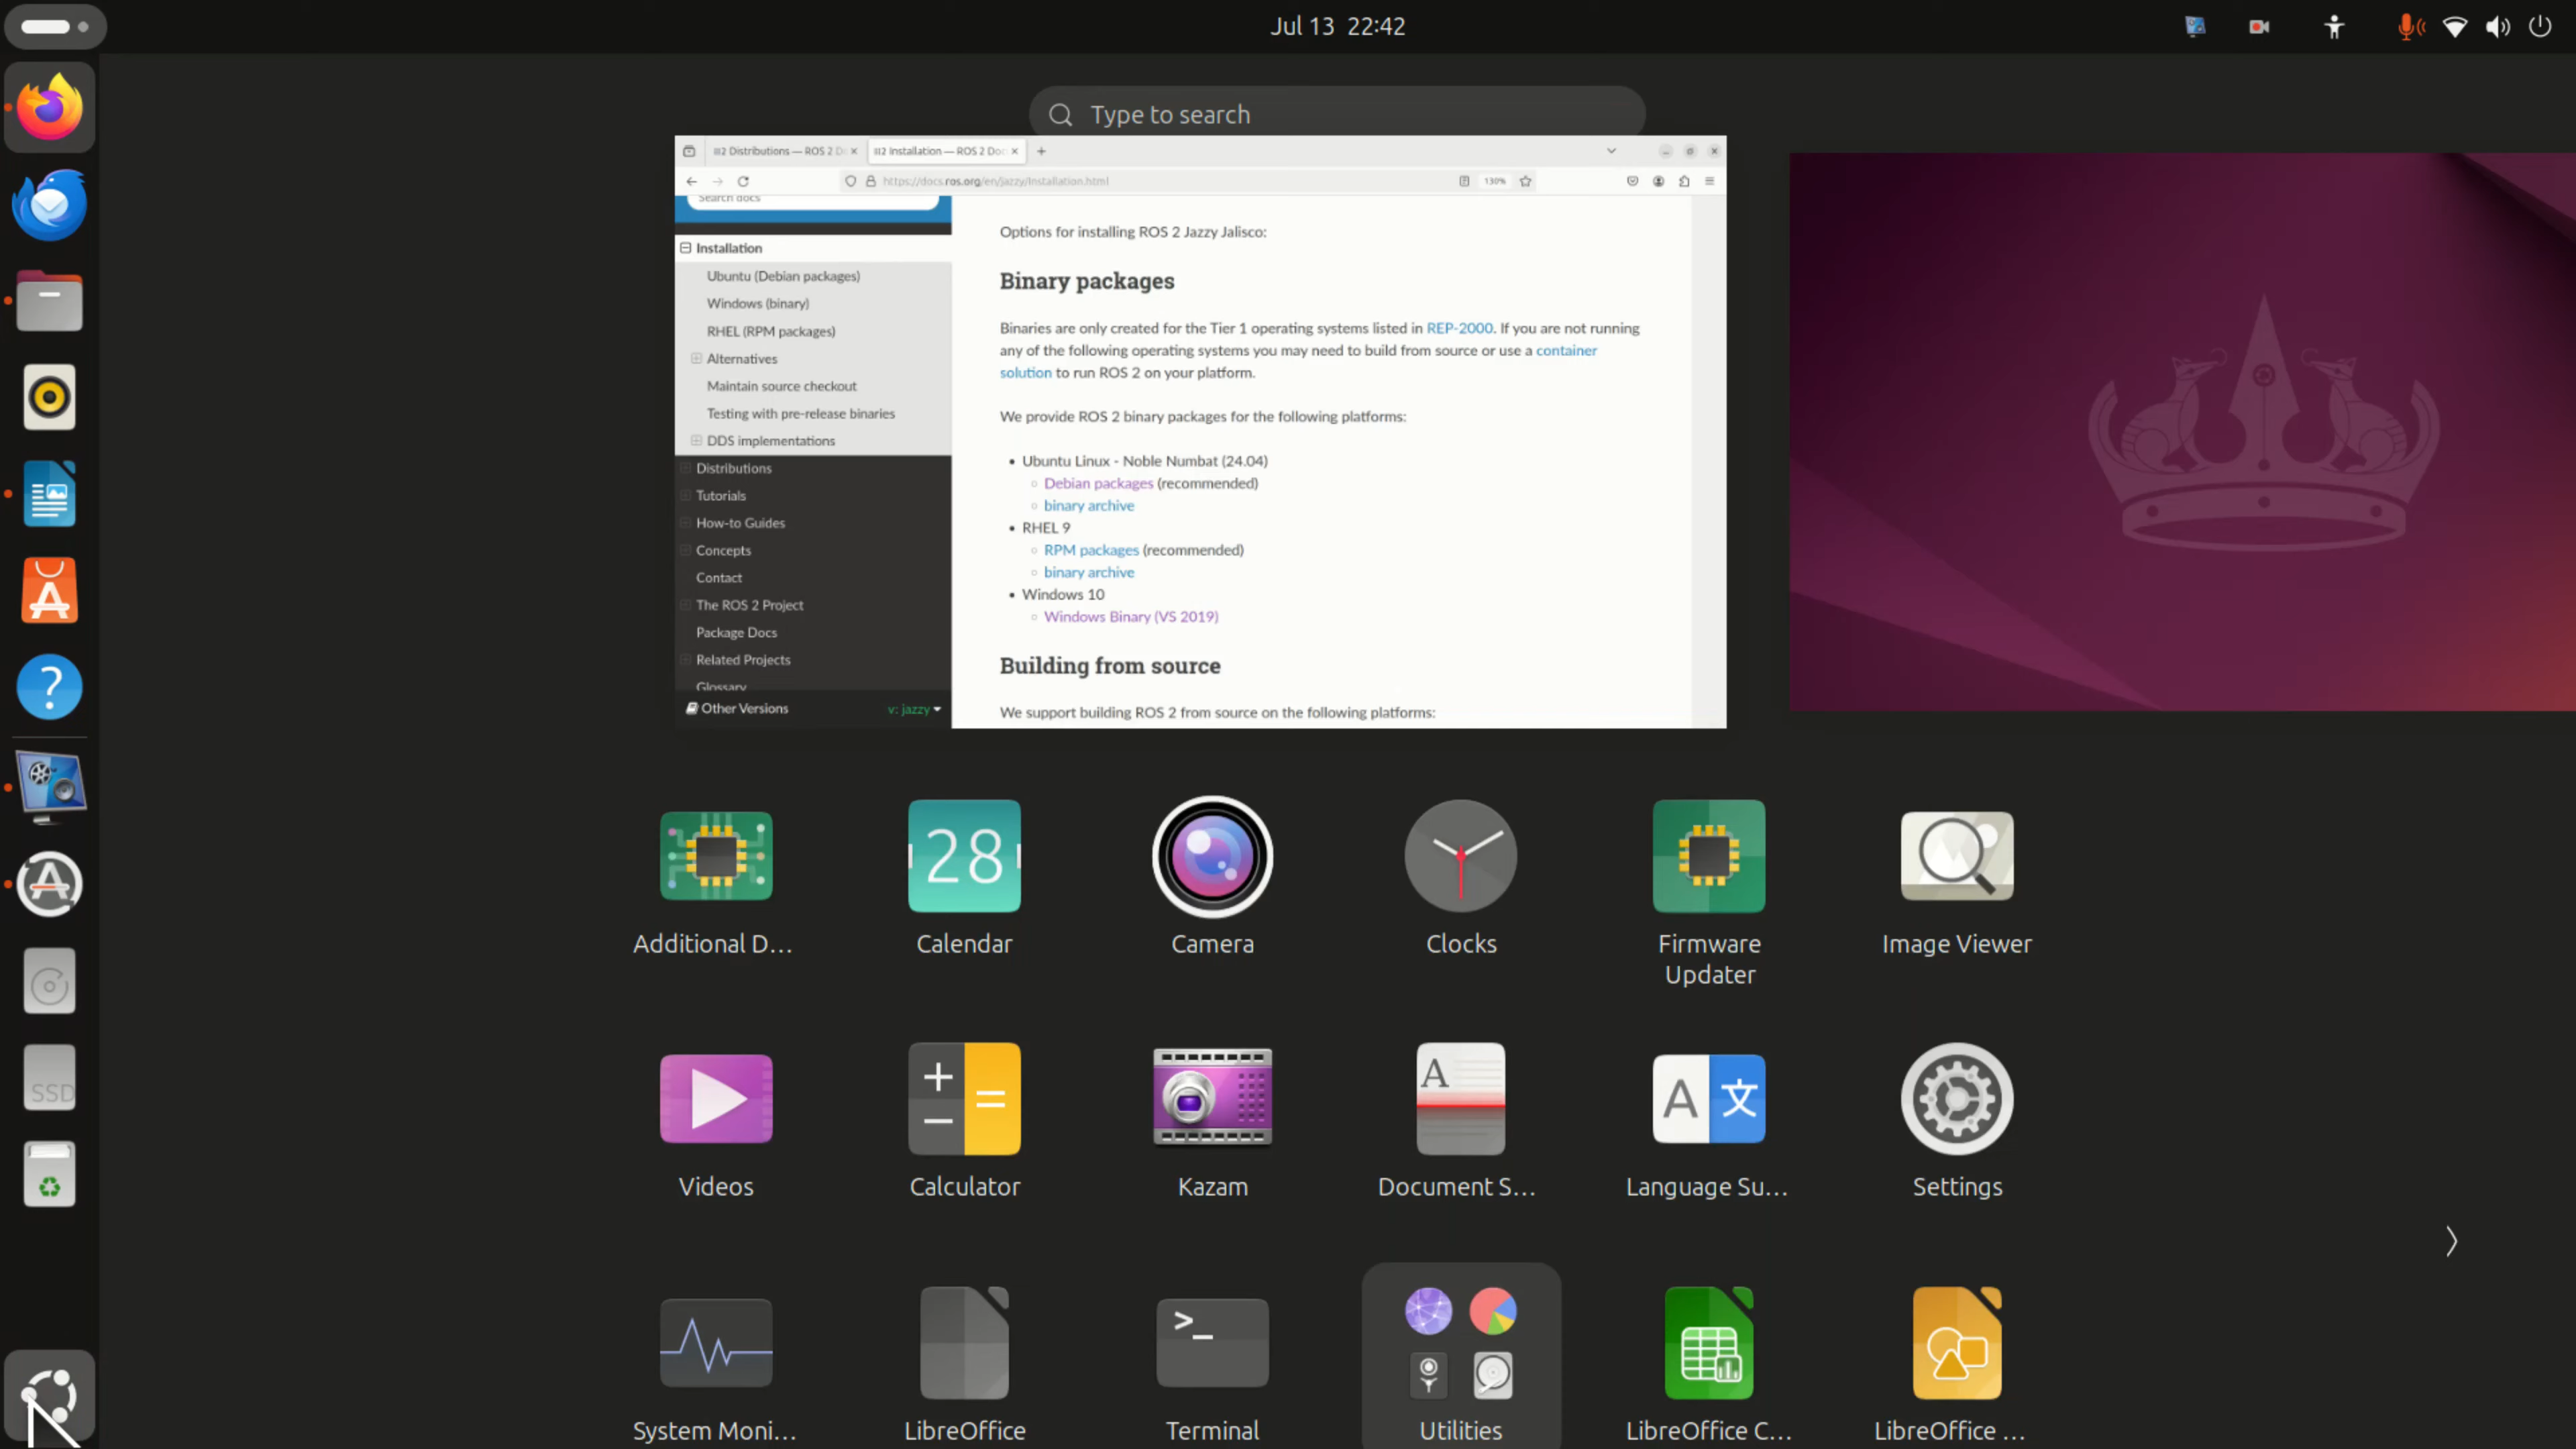 Jul 13 22:42
Type to search
Distributions — ROS 2 Do
Installation — ROS 2 Doc
https://docs.ros.org/en/jazzy/Installation.html
130%
Search docs
Installation
Ubuntu (Debian packages)
Windows (binary)
RHEL (RPM packages)
Alternatives
Maintain source checkout
Testing with pre-release binaries
DDS implementations
Distributions
Tutorials
How-to Guides
Concepts
Contact
The ROS 2 Project
Package Docs
Related Projects
Glossary
Other Versions
v: jazzy
Options for installing ROS 2 Jazzy Jalisco:
Binary packages
Binaries are only created for the Tier 1 operating systems listed in REP-2000. If you are not running
any of the following operating systems you may need to build from source or use a container
solution to run ROS 2 on your platform.
We provide ROS 2 binary packages for the following platforms:
Ubuntu Linux - Noble Numbat (24.04)
Debian packages (recommended)
binary archive
RHEL 9
RPM packages (recommended)
binary archive
Windows 10
Windows Binary (VS 2019)
Building from source
We support building ROS 2 from source on the following platforms:
SSD
28
Additional D...
Calendar
Camera
Clocks
Firmware
Updater
Image Viewer
A
A 文
Videos
Calculator
Kazam
Document S...
Language Su...
Settings
>_
System Moni...
LibreOffice
Terminal
Utilities
LibreOffice C...
LibreOffice ...